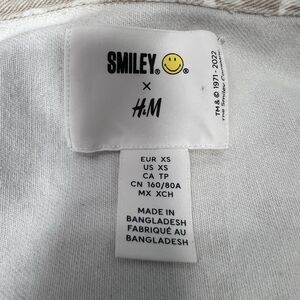 SMILEY® ®
×
H.M
TM & © 1971 - 2022
EUR XS
US XS
CA TP
CN 160/80A
MX XCH
MADE IN
BANGLADESH
FABRIQUÉ AU
BANGLADESH